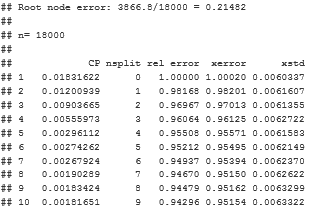 ## Root node error: 3866.8/18000 = 0.21482
##
## n= 18000
##
##          CP nsplit rel error  xerror      xstd
## 1  0.01831622      0   1.00000 1.00020 0.0060337
## 2  0.01200939      1   0.98168 0.98201 0.0061607
## 3  0.00903665      2   0.96967 0.97013 0.0061355
## 4  0.00555973      3   0.96064 0.96125 0.0062722
## 5  0.00296112      4   0.95508 0.95571 0.0061583
## 6  0.00274262      5   0.95212 0.95495 0.0062149
## 7  0.00267924      6   0.94937 0.95394 0.0062370
## 8  0.00190289      7   0.94670 0.95150 0.0062622
## 9  0.00183424      8   0.94479 0.95162 0.0063299
## 10 0.00181651      9   0.94296 0.95154 0.0063322